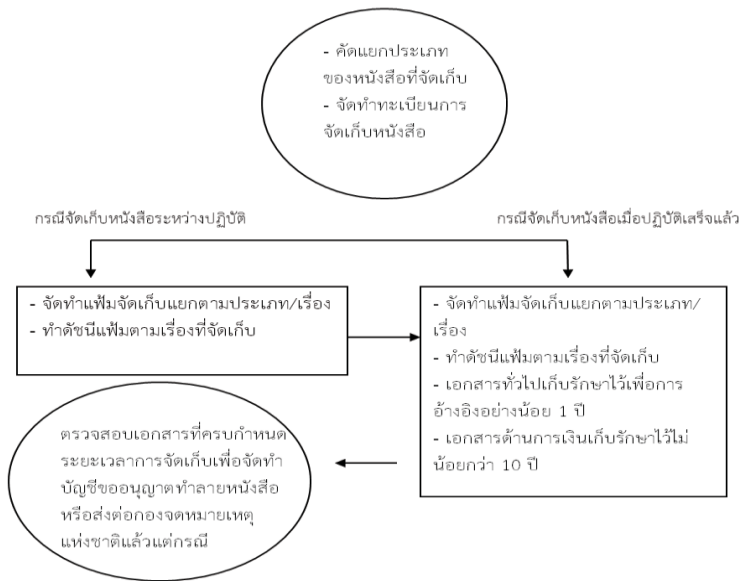 - คัดแยกประเภท
ของหนังสือที่จัดเก็บ
- จัดทำทะเบียนการ
จัดเก็บหนังสือ
กรณีจัดเก็บหนังสือระหว่างปฏิบัติ
กรณีจัดเก็บหนังสือเมื่อปฏิบัติเสร็จแล้ว
- จัดทำแฟ้มจัดเก็บแยกตามประเภท/เรื่อง
- ทำดัชนีแฟ้มตามเรื่องที่จัดเก็บ
- จัดทำแฟ้มจัดเก็บแยกตามประเภท/
เรื่อง
- ทำดัชนีแฟ้มตามเรื่องที่จัดเก็บ
- เอกสารทั่วไปเก็บรักษาไว้เพื่อการ
อ้างอิงอย่างน้อย 1 ปี
- เอกสารด้านการเงินเก็บรักษาไว้ไม่
น้อยกว่า 10 ปี
ตรวจสอบเอกสารที่ครบกำหนด
ระยะเวลาการจัดเก็บเพื่อจัดทำ
บัญชีขออนุญาตทำลายหนังสือ
หรือส่งต่อกองจดหมายเหตุ
แห่งชาติแล้วแต่กรณี